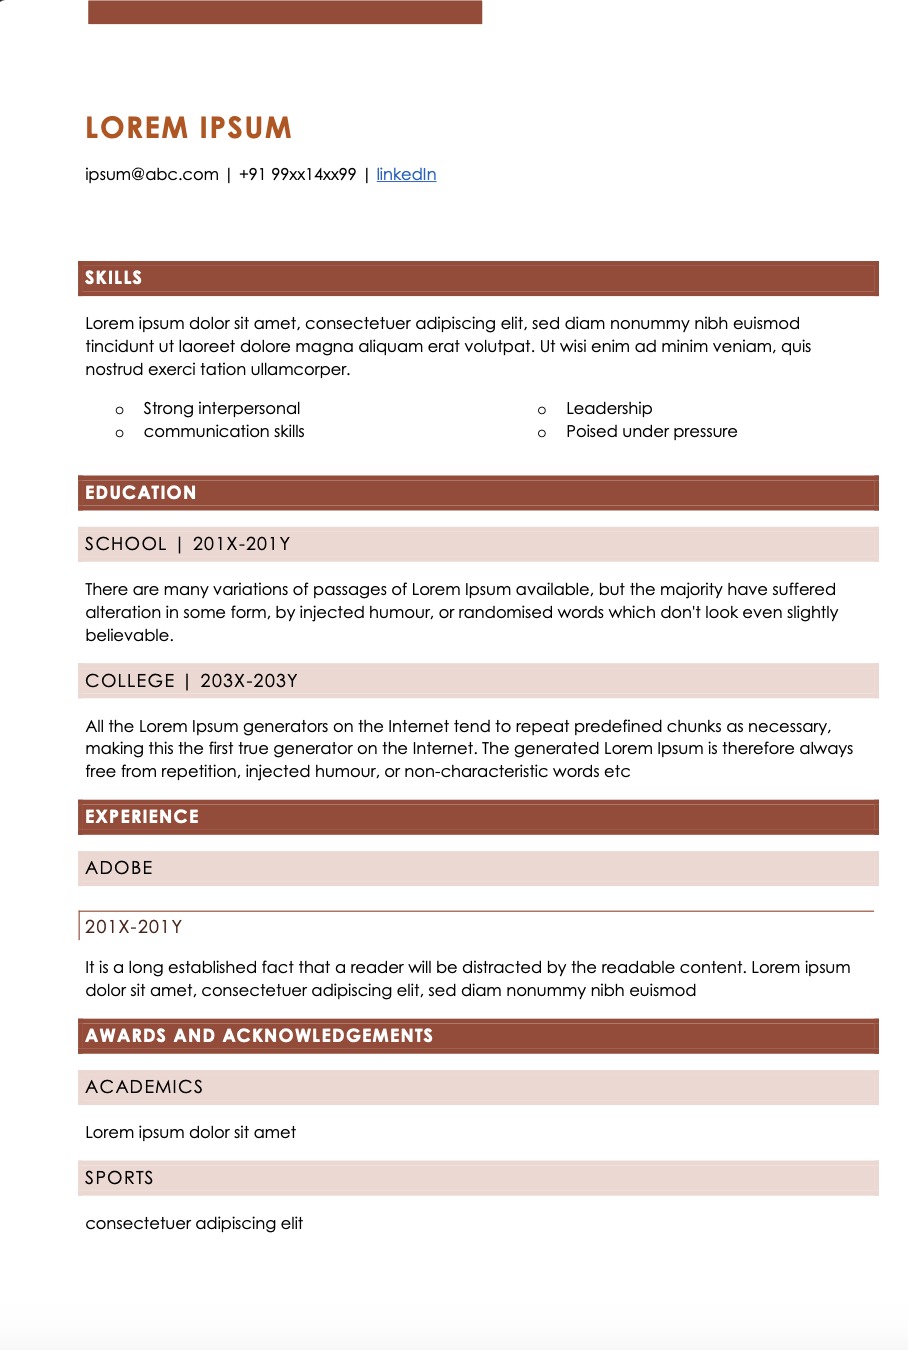 LOREM IPSUM
ipsum@abc.com | +91 99xx14xx99 | linkedIn
SKILLS
Lorem ipsum dolor sit amet, consectetuer adipiscing elit, sed diam nonummy nibh euismod
tincidunt ut laoreet dolore magna aliquam erat volutpat. Ut wisi enim ad minim veniam, quis
nostrud exerci tation ullamcorper.
o Strong interpersonal
o communication skills
o Leadership
o Poised under pressure
EDUCATION
SCHOOL | 201X-201Y
There are many variations of passages of Lorem Ipsum available, but the majority have suffered
alteration in some form, by injected humour, or randomised words which don't look even slightly
believable.
COLLEGE | 203X-203Y
All the Lorem Ipsum generators on the Internet tend to repeat predefined chunks as necessary,
making this the first true generator on the Internet. The generated Lorem Ipsum is therefore always
free from repetition, injected humour, or non-characteristic words etc
EXPERIENCE
ADOBE
201X-201Y
It is a long established fact that a reader will be distracted by the readable content. Lorem ipsum
dolor sit amet, consectetuer adipiscing elit, sed diam nonummy nibh euismod
AWARDS AND ACKNOWLEDGEMENTS
ACADEMICS
Lorem ipsum dolor sit amet
SPORTS
consectetuer adipiscing elit